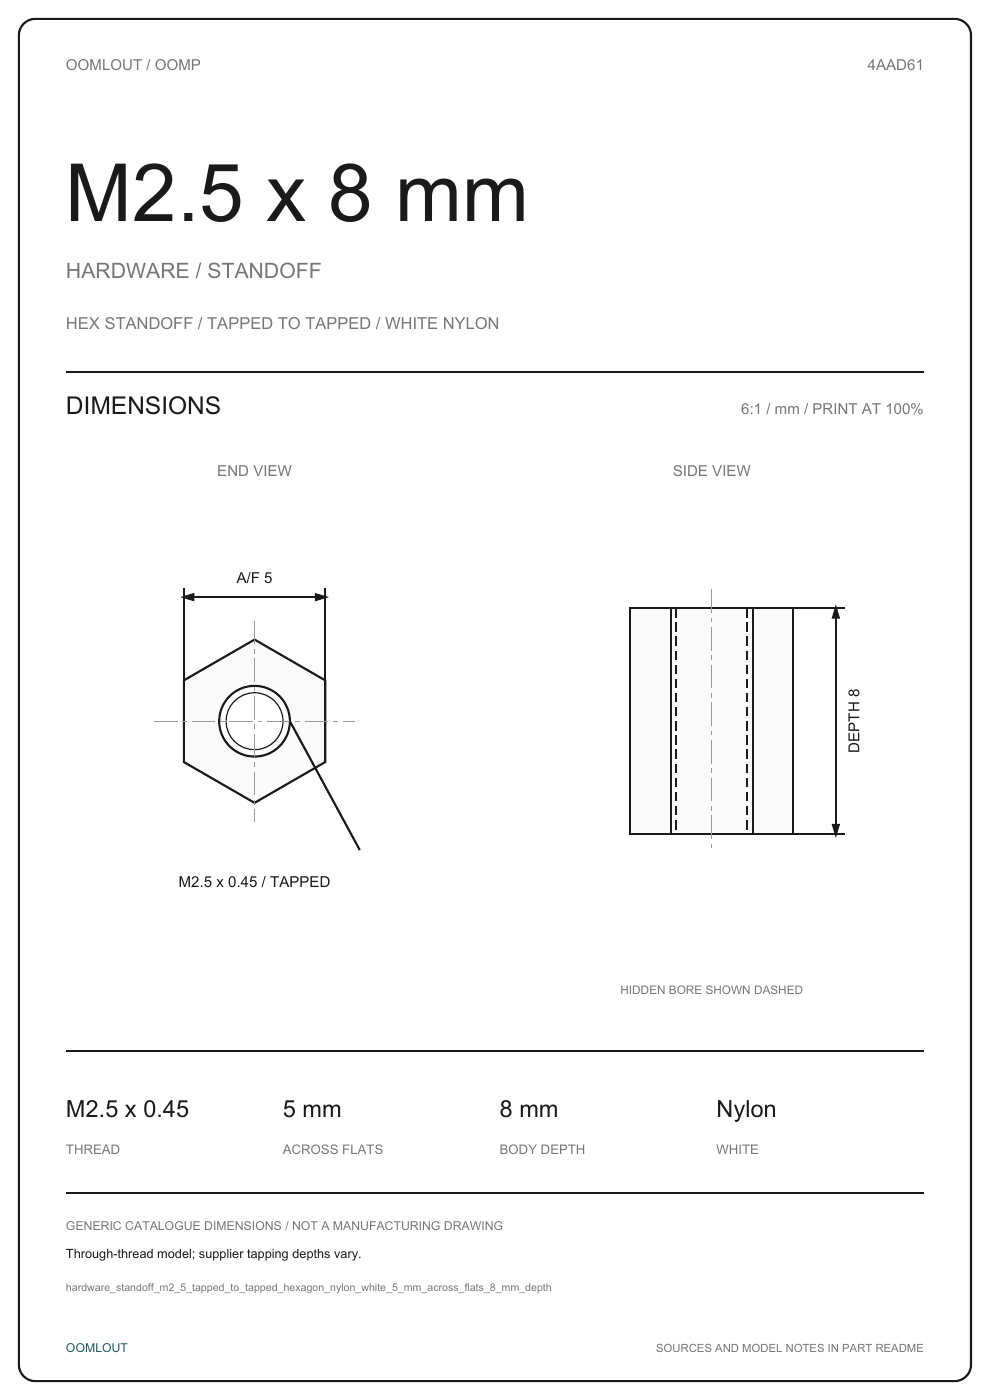 OOMLOUT / OOMP
4AAD61
M2.5 x 8 mm
HARDWARE / STANDOFF
HEX STANDOFF / TAPPED TO TAPPED / WHITE NYLON
DIMENSIONS
6:1 / mm / PRINT AT 100%
END VIEW
SIDE VIEW
A/F 5
DEPTH 8
M2.5 x 0.45 / TAPPED
HIDDEN BORE SHOWN DASHED
M2.5 x 0.45
5 mm
8 mm
Nylon
THREAD
ACROSS FLATS
BODY DEPTH
WHITE
GENERIC CATALOGUE DIMENSIONS / NOT A MANUFACTURING DRAWING
Through-thread model; supplier tapping depths vary.
hardware_standoff_m2_5_tapped_to_tapped_hexagon_nylon_white_5_mm_across_flats_8_mm_depth
OOMLOUT
SOURCES AND MODEL NOTES IN PART README